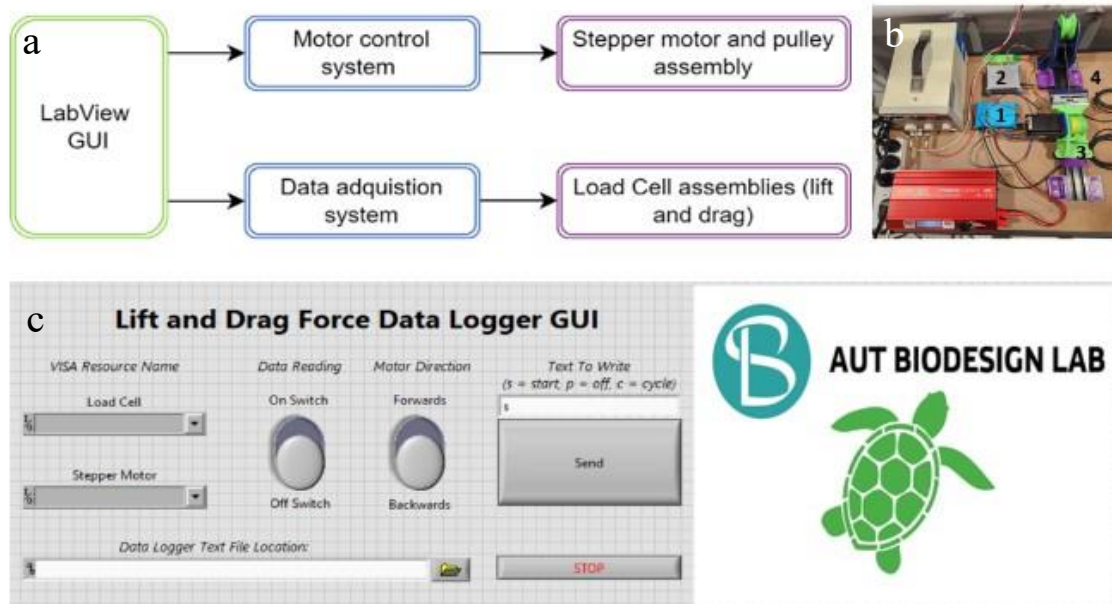 a
LabView
GUI
Motor control
system
Stepper motor and pulley
assembly
Data adquistion
system
Load Cell assemblies (lift
and drag)
b
2
4
1
3
c
Lift and Drag Force Data Logger GUI
VISA Resource Name
Data Reading
Motor Direction
Text To Write
(s = start, p = off, c = cycle)
Load Cell
On Switch
Forwards
s
Send
Stepper Motor
Off Switch
Backwards
Data Logger Text File Location:
STOP
AUT BIODESIGN LAB